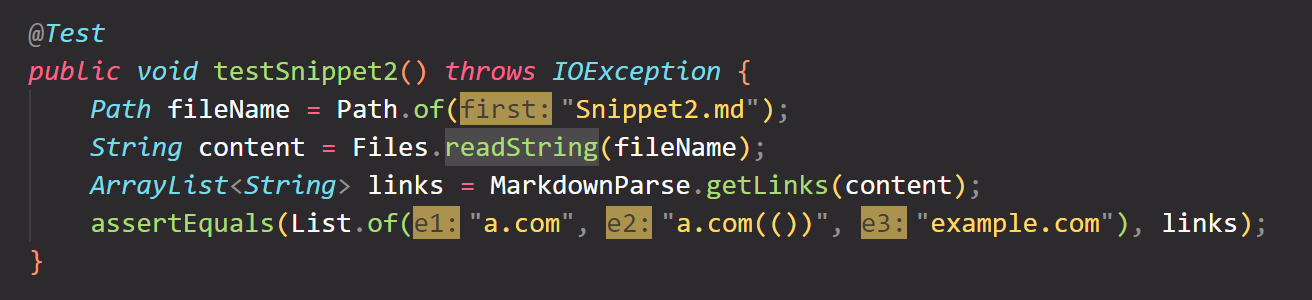 @Test
public void testSnippet2() throws IOException {
Path fileName = Path.of(first: "Snippet2.md");
String content = Files.readString(fileName);
ArrayList<String> links = MarkdownParse.getLinks(content);
assertEquals(List.of(e1: "a.com", e2: "a.com(())", e3: "example.com"), links);
}